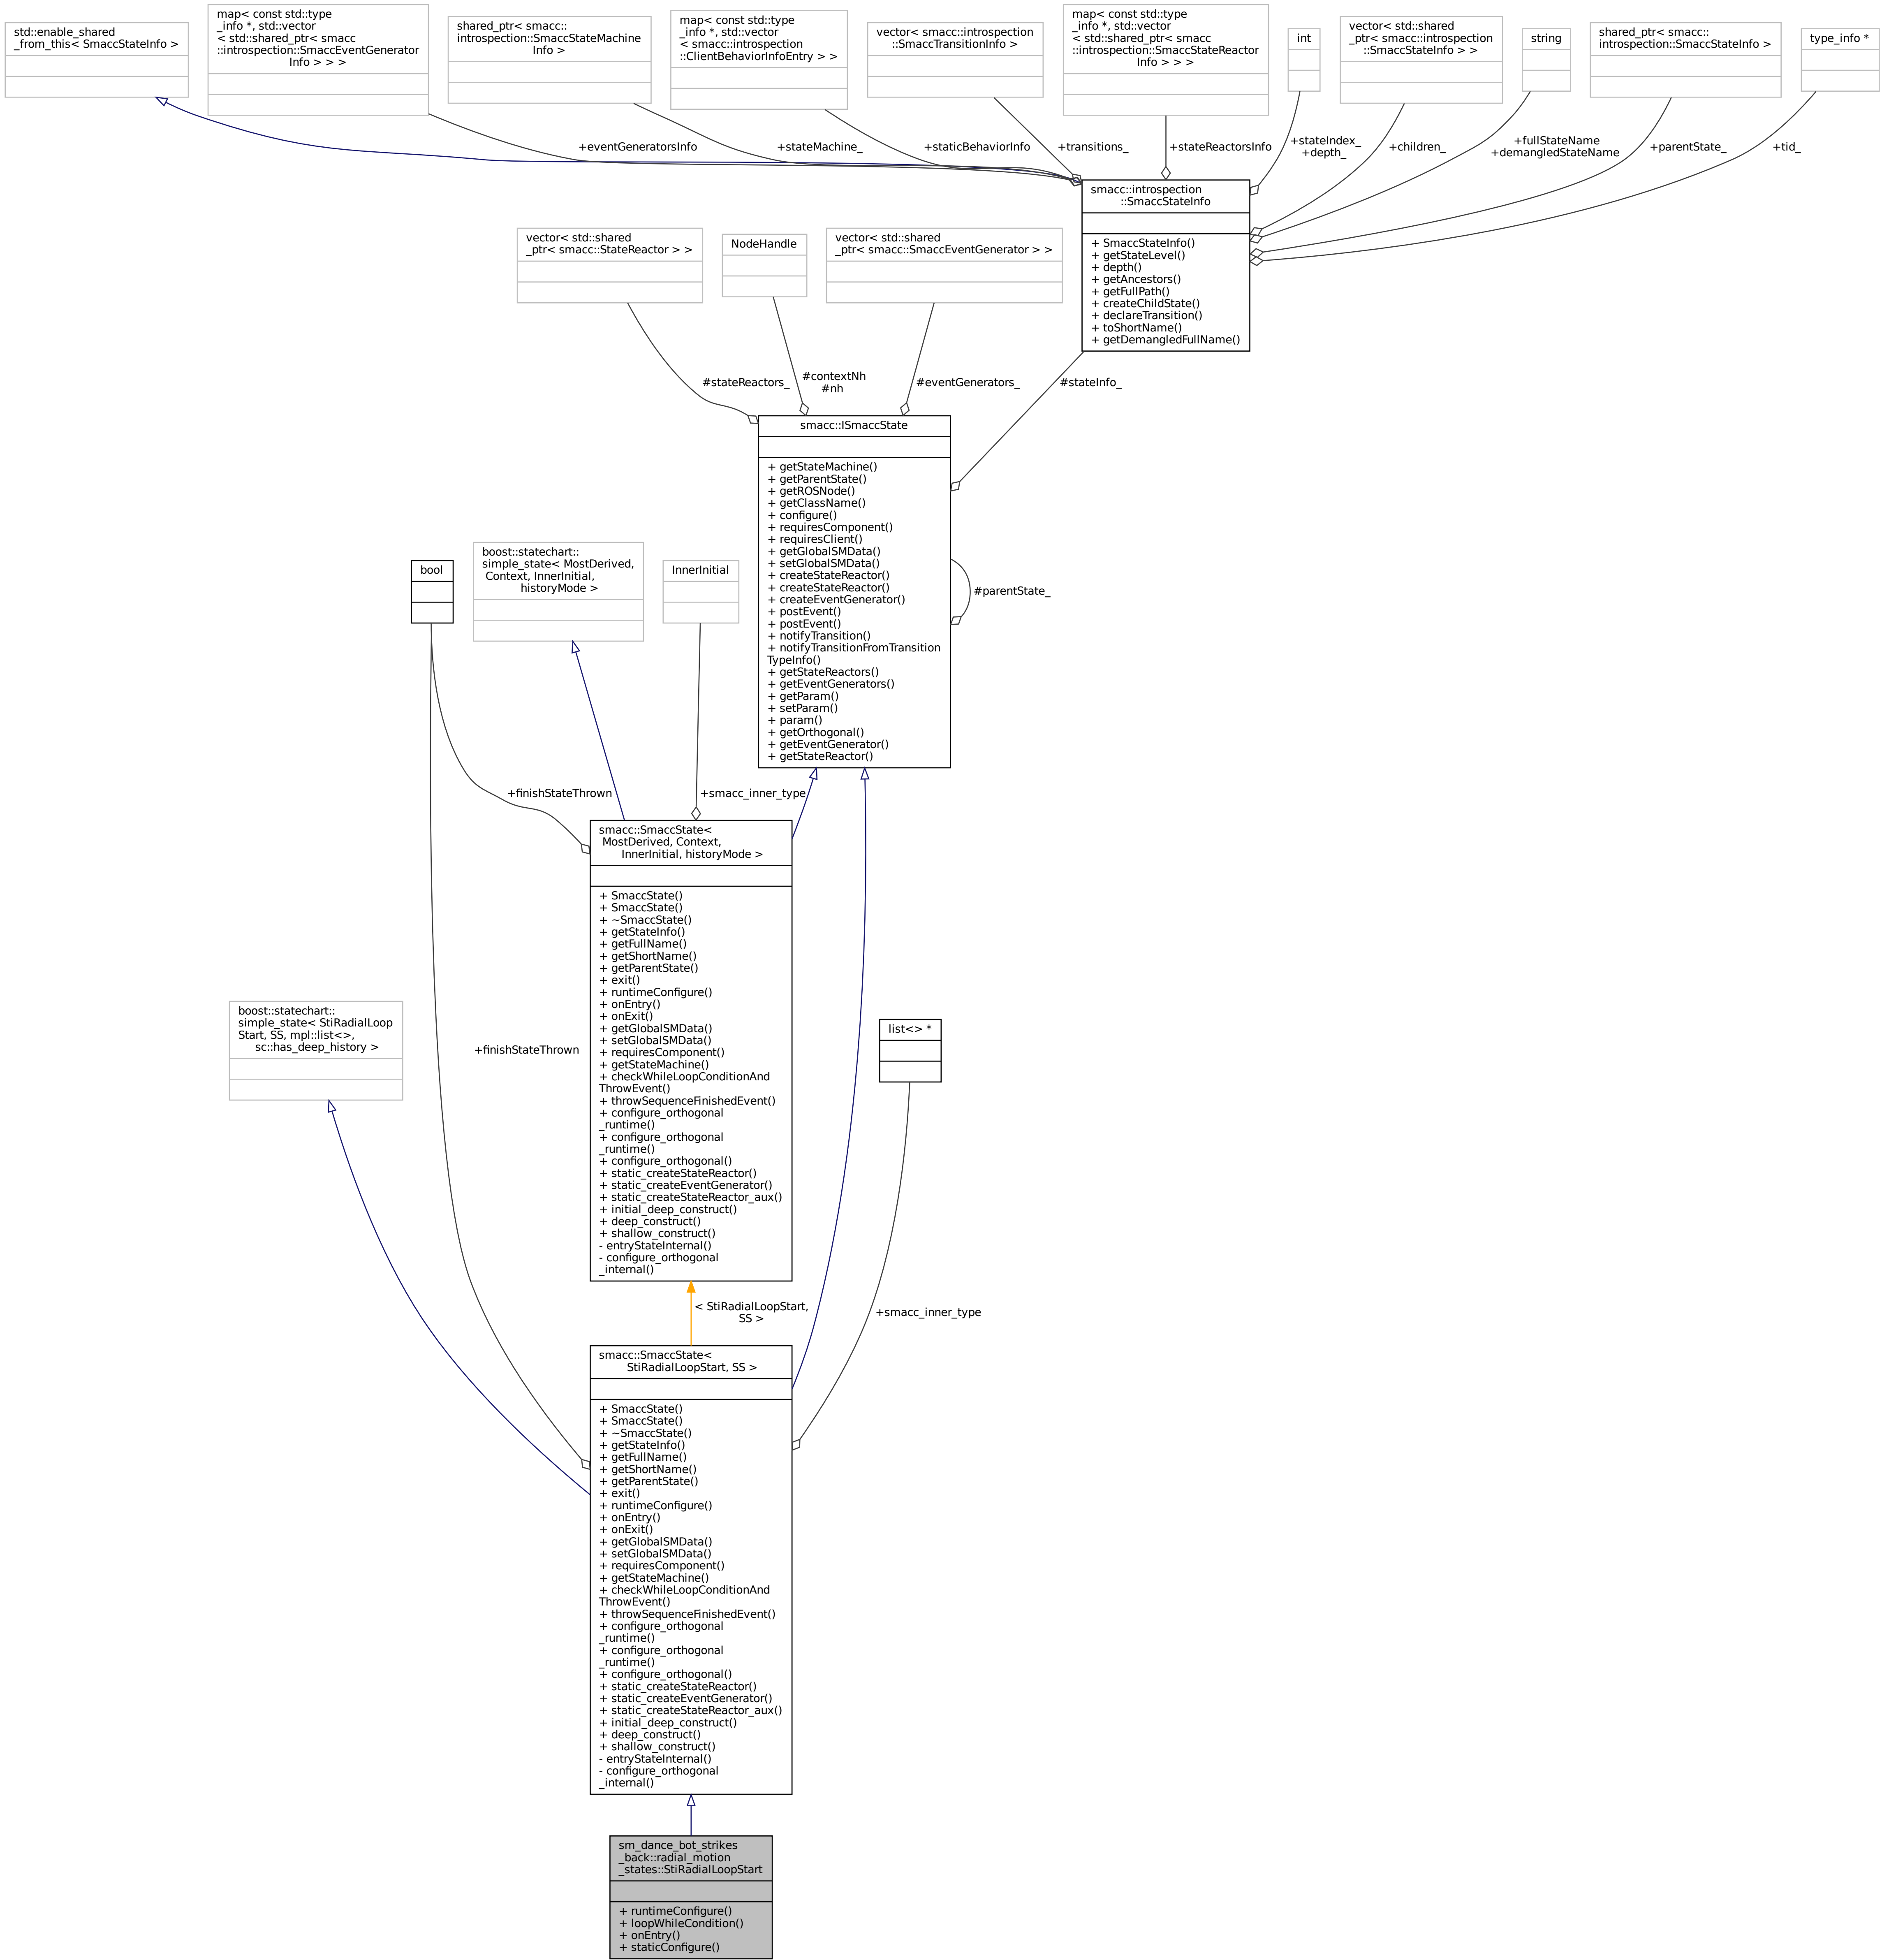 std::enable_shared
_from_this< SmaccStateInfo >
map< const std::type
_info *, std::vector
< std::shared_ptr< smacc
::introspection::SmaccEventGenerator
Info > > >
shared_ptr< smacc::
introspection::SmaccStateMachine
Info >
map< const std::type
_info *, std::vector
< smacc::introspection
::ClientBehaviorInfoEntry > >
vector< smacc::introspection
::SmaccTransitionInfo >
map< const std::type
_info *, std::vector
< std::shared_ptr< smacc
::introspection::SmaccStateReactor
Info > > >
int
vector< std::shared
_ptr< smacc::introspection
::SmaccStateInfo > >
string
shared_ptr< smacc::
introspection::SmaccStateInfo >
type_info *
+eventGeneratorsInfo
+stateMachine_
+staticBehaviorInfo
+transitions_
+stateReactorsInfo
+stateIndex_
+depth_
+children_
+fullStateName
+demangledStateName
+parentState_
+tid_
smacc::introspection
::SmaccStateInfo
+ SmaccStateInfo()
+ getStateLevel()
+ depth()
+ getAncestors()
+ getFullPath()
+ createChildState()
+ declareTransition()
+ toShortName()
+ getDemangledFullName()
vector< std::shared
_ptr< smacc::StateReactor > >
NodeHandle
vector< std::shared
_ptr< smacc::SmaccEventGenerator > >
#stateReactors_
#contextNh
#nh
#eventGenerators_
#stateInfo_
smacc::ISmaccState
+ getStateMachine()
+ getParentState()
+ getROSNode()
+ getClassName()
+ configure()
+ requiresComponent()
+ requiresClient()
+ getGlobalSMData()
+ setGlobalSMData()
+ createStateReactor()
+ createStateReactor()
+ createEventGenerator()
+ postEvent()
+ postEvent()
+ notifyTransition()
+ notifyTransitionFromTransition
TypeInfo()
+ getStateReactors()
+ getEventGenerators()
+ getParam()
+ setParam()
+ param()
+ getOrthogonal()
+ getEventGenerator()
+ getStateReactor()
#parentState_
bool
boost::statechart::
simple_state< MostDerived,
Context, InnerInitial,
historyMode >
InnerInitial
+finishStateThrown
+smacc_inner_type
smacc::SmaccState<
MostDerived, Context,
InnerInitial, historyMode >
+ SmaccState()
+ SmaccState()
+ ~SmaccState()
+ getStateInfo()
+ getFullName()
+ getShortName()
+ getParentState()
+ exit()
+ runtimeConfigure()
+ onEntry()
+ onExit()
+ getGlobalSMData()
+ setGlobalSMData()
+ requiresComponent()
+ getStateMachine()
+ checkWhileLoopConditionAnd
ThrowEvent()
+ throwSequenceFinishedEvent()
+ configure_orthogonal
_runtime()
+ configure_orthogonal
_runtime()
+ configure_orthogonal()
+ static_createStateReactor()
+ static_createEventGenerator()
+ static_createStateReactor_aux()
+ initial_deep_construct()
+ deep_construct()
+ shallow_construct()
- entryStateInternal()
- configure_orthogonal
_internal()
boost::statechart::
simple_state< StiRadialLoop
Start, SS, mpl::list<>,
sc::has_deep_history >
+finishStateThrown
list<> *
< StiRadialLoopStart,
SS >
+smacc_inner_type
smacc::SmaccState<
StiRadialLoopStart, SS >
+ SmaccState()
+ SmaccState()
+ ~SmaccState()
+ getStateInfo()
+ getFullName()
+ getShortName()
+ getParentState()
+ exit()
+ runtimeConfigure()
+ onEntry()
+ onExit()
+ getGlobalSMData()
+ setGlobalSMData()
+ requiresComponent()
+ getStateMachine()
+ checkWhileLoopConditionAnd
ThrowEvent()
+ throwSequenceFinishedEvent()
+ configure_orthogonal
_runtime()
+ configure_orthogonal
_runtime()
+ configure_orthogonal()
+ static_createStateReactor()
+ static_createEventGenerator()
+ static_createStateReactor_aux()
+ initial_deep_construct()
+ deep_construct()
+ shallow_construct()
- entryStateInternal()
- configure_orthogonal
_internal()
sm_dance_bot_strikes
_back::radial_motion
_states::StiRadialLoopStart
+ runtimeConfigure()
+ loopWhileCondition()
+ onEntry()
+ staticConfigure()